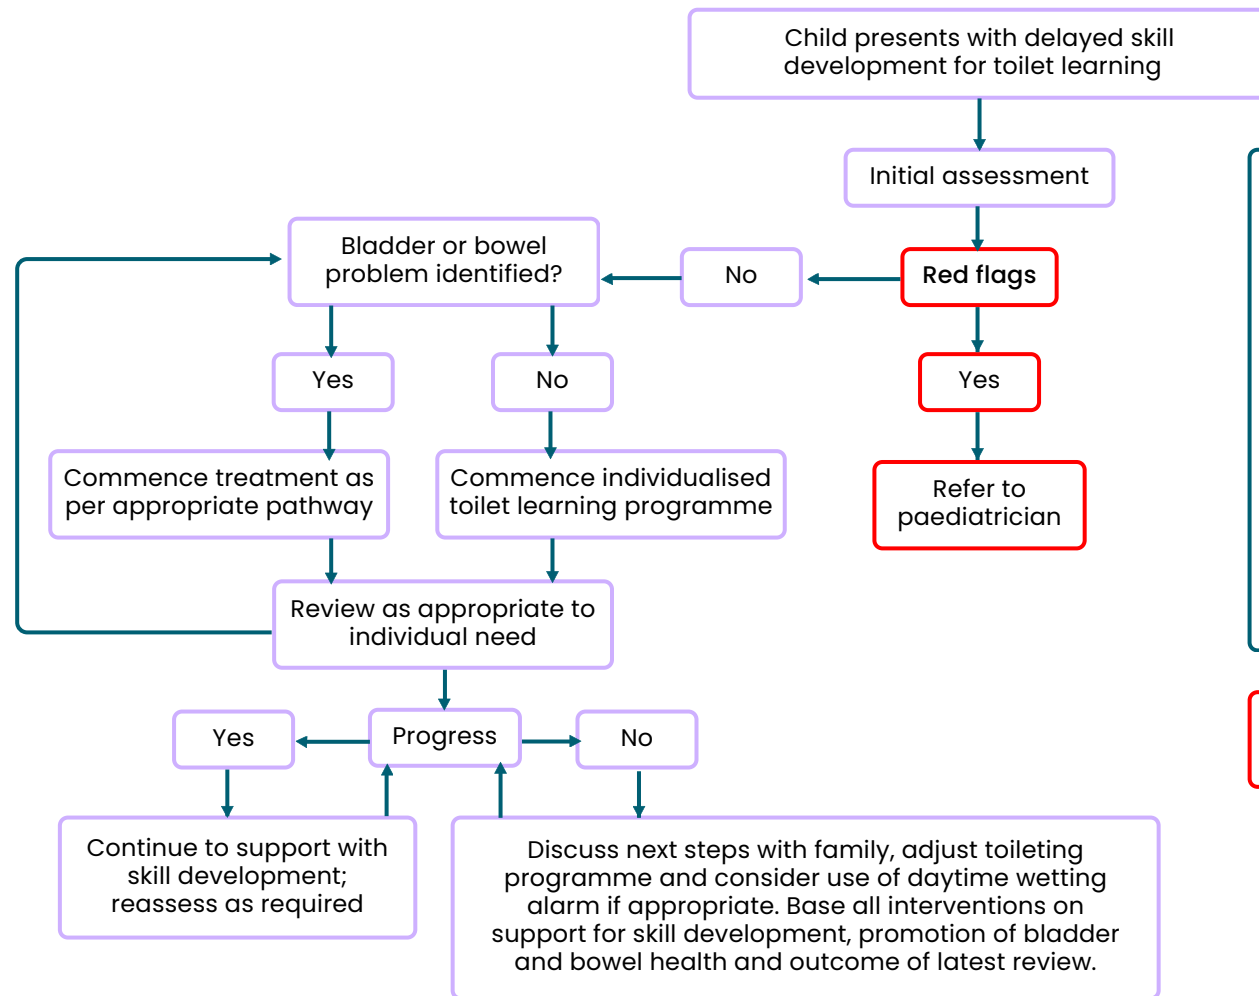 Child presents with delayed skill
development for toilet learning
Initial assessment
Bladder or bowel
problem identified?
No
Red flags
Yes
No
Yes
Commence treatment as
per appropriate pathway
Commence individualised
toilet learning programme
Refer to
paediatrician
Review as appropriate to
individual need
Yes
Progress
No
Continue to support with
skill development;
reassess as required
Discuss next steps with family, adjust toileting
programme and consider use of daytime wetting
alarm if appropriate. Base all interventions on
support for skill development, promotion of bladder
and bowel health and outcome of latest review.